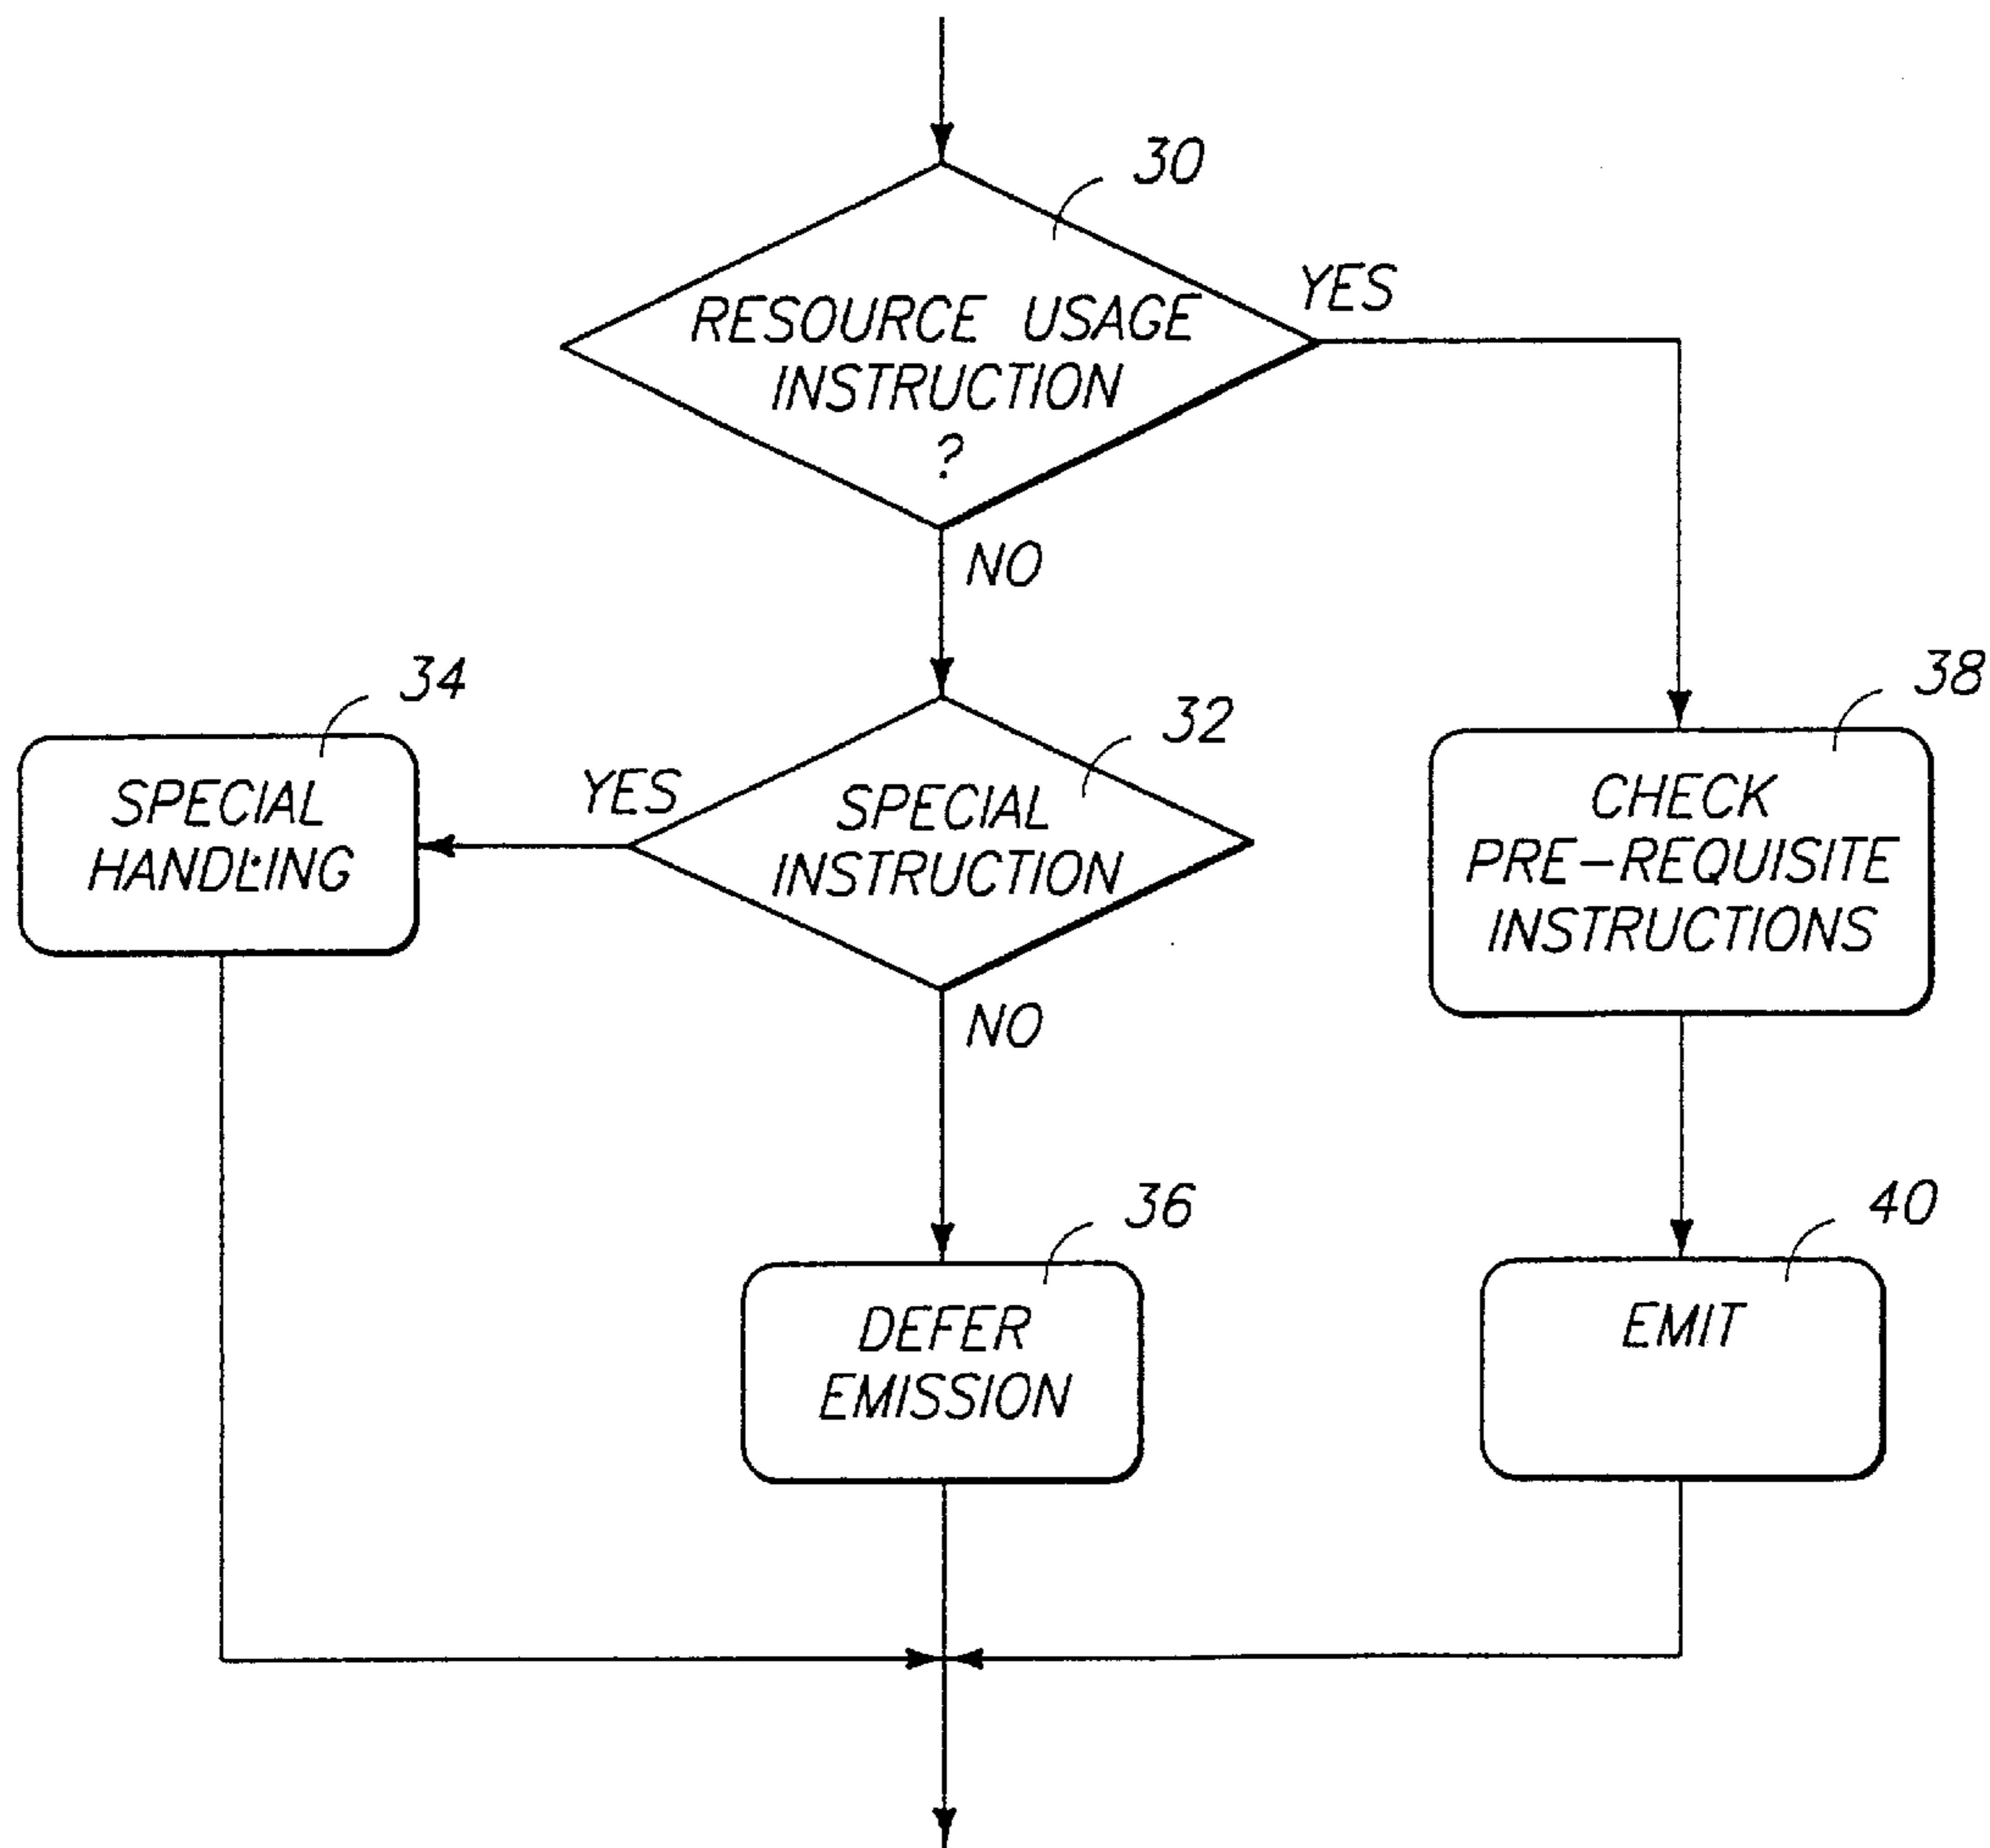 30
RESOURCE USAGE
INSTRUCTION
?
YES
NO
34
SPECIAL
HANDLING
YES
32
SPECIAL
INSTRUCTION
NO
38
CHECK
PRE-REQUISITE
INSTRUCTIONS
36
DEFER
EMISSION
40
EMIT